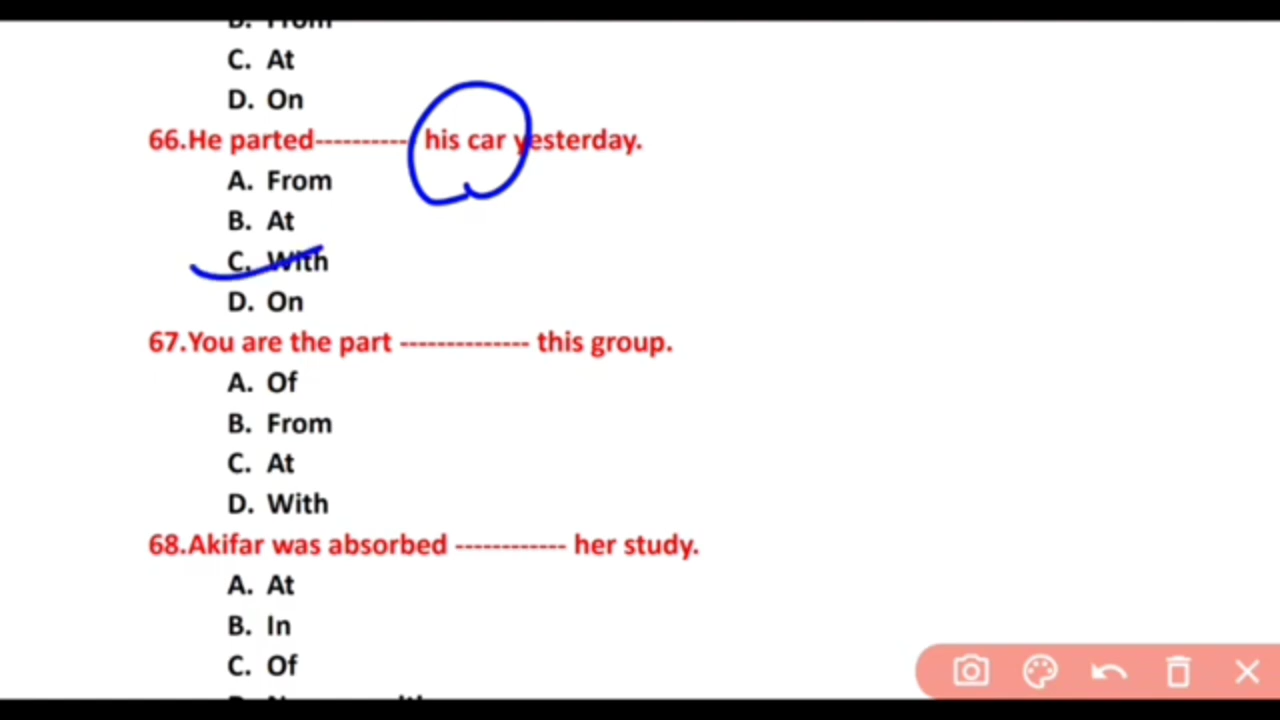 B. From
C. At
D. On
66.He parted---------- his car yesterday.
A. From
B. At
C. With
D. On
67.You are the part -------------- this group.
A. Of
B. From
C. At
D. With
68.Akifar was absorbed ------------ her study.
A. At
B. In
C. Of